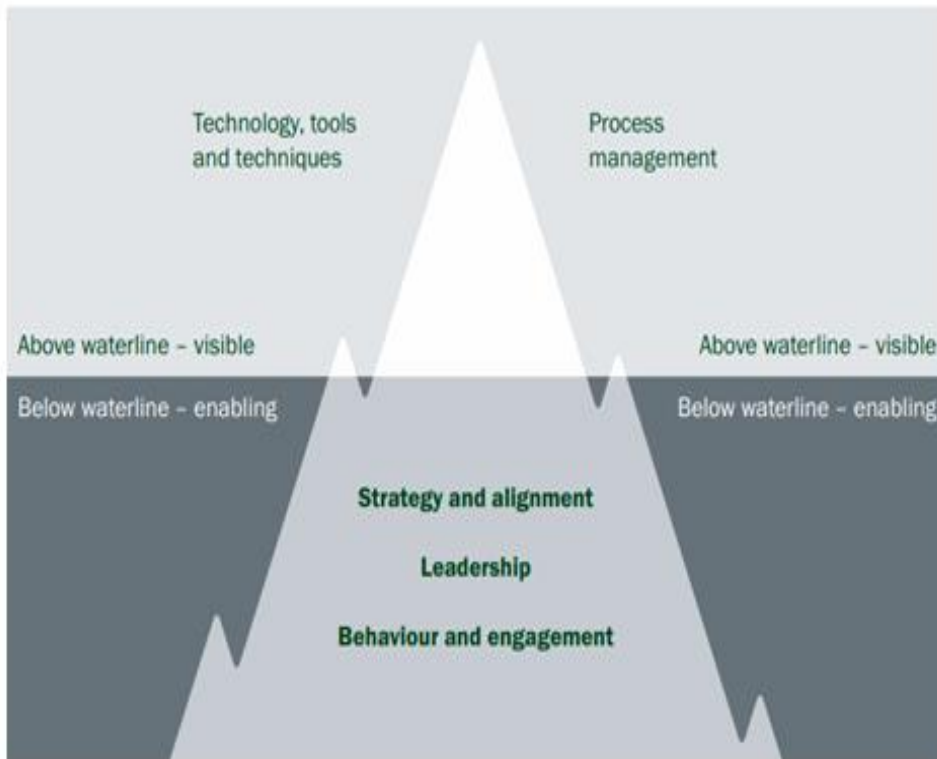 Technology, tools
and techniques
Process
management
Above waterline – visible
Above waterline – visible
Below waterline – enabling
Below waterline – enabling
Strategy and alignment
Leadership
Behaviour and engagement